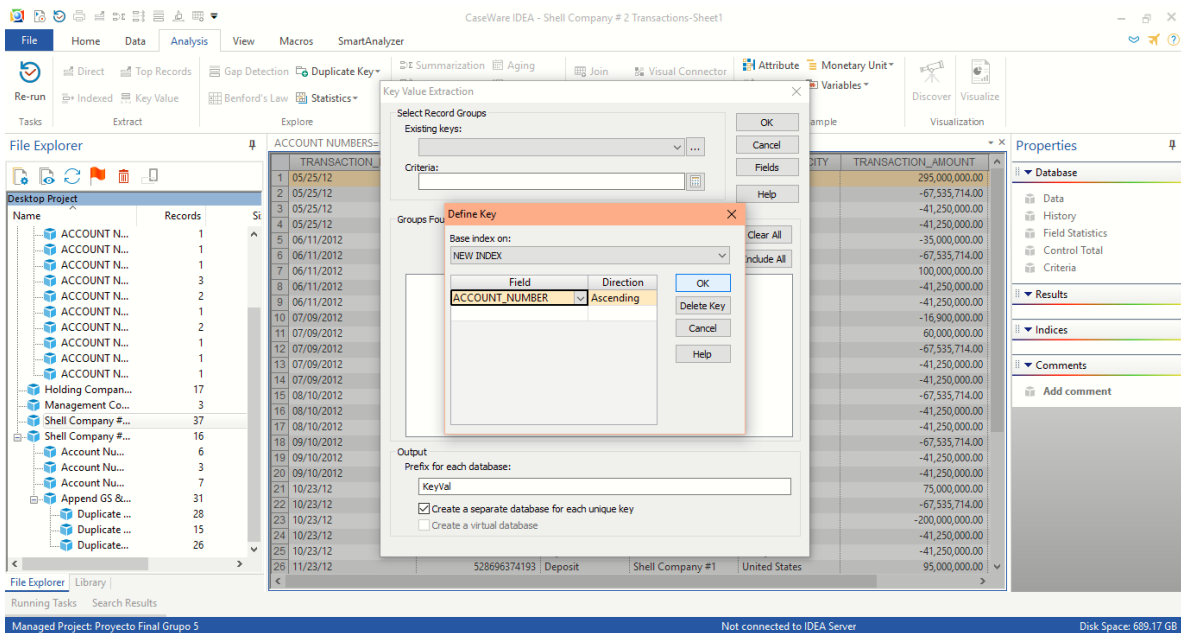 CaseWare IDEA - Shell Company # 2 Transactions-Sheet1
File Home Data Analysis View Macros SmartAnalyzer
Direct Top Records Gap Detection Duplicate Key Summarization Aging Join Visual Connector Attribute Monetary Unit
Re-run Indexed Key Value Benford's Law Statistics Variables Discover Visualize
Tasks Extract Explore ample Visualization
File Explorer
Desktop Project
Name Records Si
ACCOUNT N... 1
ACCOUNT N... 1
ACCOUNT N... 1
ACCOUNT N... 3
ACCOUNT N... 2
ACCOUNT N... 1
ACCOUNT N... 2
ACCOUNT N... 1
ACCOUNT N... 1
ACCOUNT N... 1
Holding Compan... 17
Management Co... 3
Shell Company #... 37
Shell Company #... 16
Account Nu... 6
Account Nu... 3
Account Nu... 7
Append GS &... 31
Duplicate ... 28
Duplicate ... 15
Duplicate... 26
File Explorer Library
Running Tasks Search Results
ACCOUNT NUMBERS=
TRANSACTION_ CITY TRANSACTION_AMOUNT
1 05/25/12 295,000,000.00
2 05/25/12 -67,535,714.00
3 05/25/12 -41,250,000.00
4 05/25/12 -41,250,000.00
5 06/11/2012 -35,000,000.00
6 06/11/2012 -67,535,714.00
7 06/11/2012 100,000,000.00
8 06/11/2012 -41,250,000.00
9 06/11/2012 -41,250,000.00
10 07/09/2012 -16,900,000.00
11 07/09/2012 60,000,000.00
12 07/09/2012 -67,535,714.00
13 07/09/2012 -41,250,000.00
14 07/09/2012 -41,250,000.00
15 08/10/2012 -67,535,714.00
16 08/10/2012 -41,250,000.00
17 08/10/2012 -41,250,000.00
18 09/10/2012 -67,535,714.00
19 09/10/2012 -41,250,000.00
20 09/10/2012 -41,250,000.00
21 10/23/12 75,000,000.00
22 10/23/12 -67,535,714.00
23 10/23/12 -200,000,000.00
24 10/23/12 -41,250,000.00
25 10/23/12 -41,250,000.00
26 11/23/12 528696374193 Deposit Shell Company #1 United States 95,000,000.00
Key Value Extraction
Select Record Groups
Existing keys:
...
Criteria:
OK
Cancel
Fields
Help
Groups Fou
Clear All
Include All
Output
Prefix for each database:
KeyVal
Create a separate database for each unique key
Create a virtual database
Define Key
Base index on:
NEW INDEX
Field Direction
ACCOUNT_NUMBER Ascending
OK
Delete Key
Cancel
Help
Properties
Database
Data
History
Field Statistics
Control Total
Criteria
Results
Indices
Comments
Add comment
Managed Project: Proyecto Final Grupo 5 Not connected to IDEA Server Disk Space: 689.17 GB